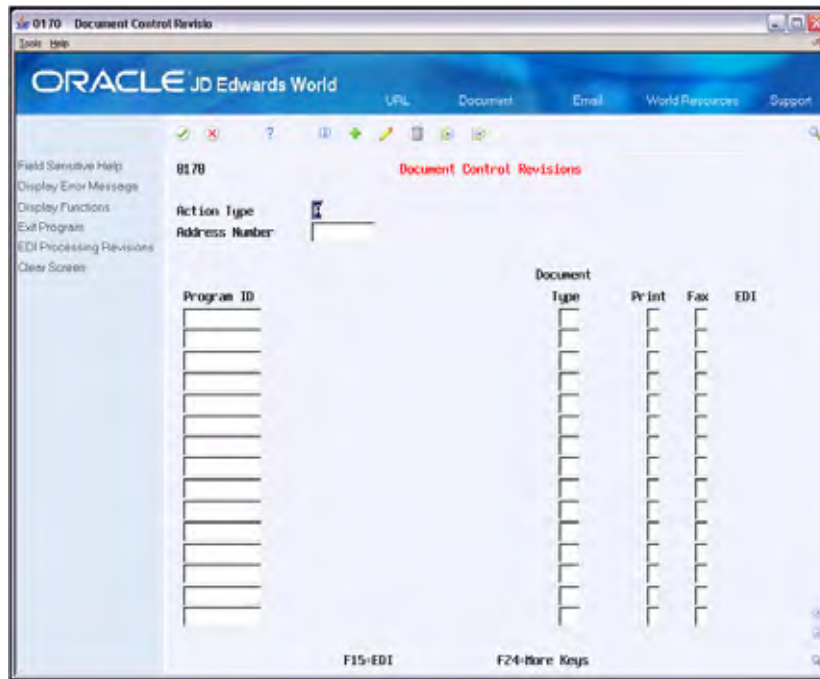 0170 Document Control Revisio
Tools Help
ORACLE JD Edwards World
URL Document Email World Resources Support
?
Field Sensitive Help
Display Error Message
Display Functions
Exit Program
EDI Processing Revisions
Clear Screen
0170 Document Control Revisions
Action Type
Address Number
Document
Program ID Type Print Fax EDI
F15=EDI F24=More Keys